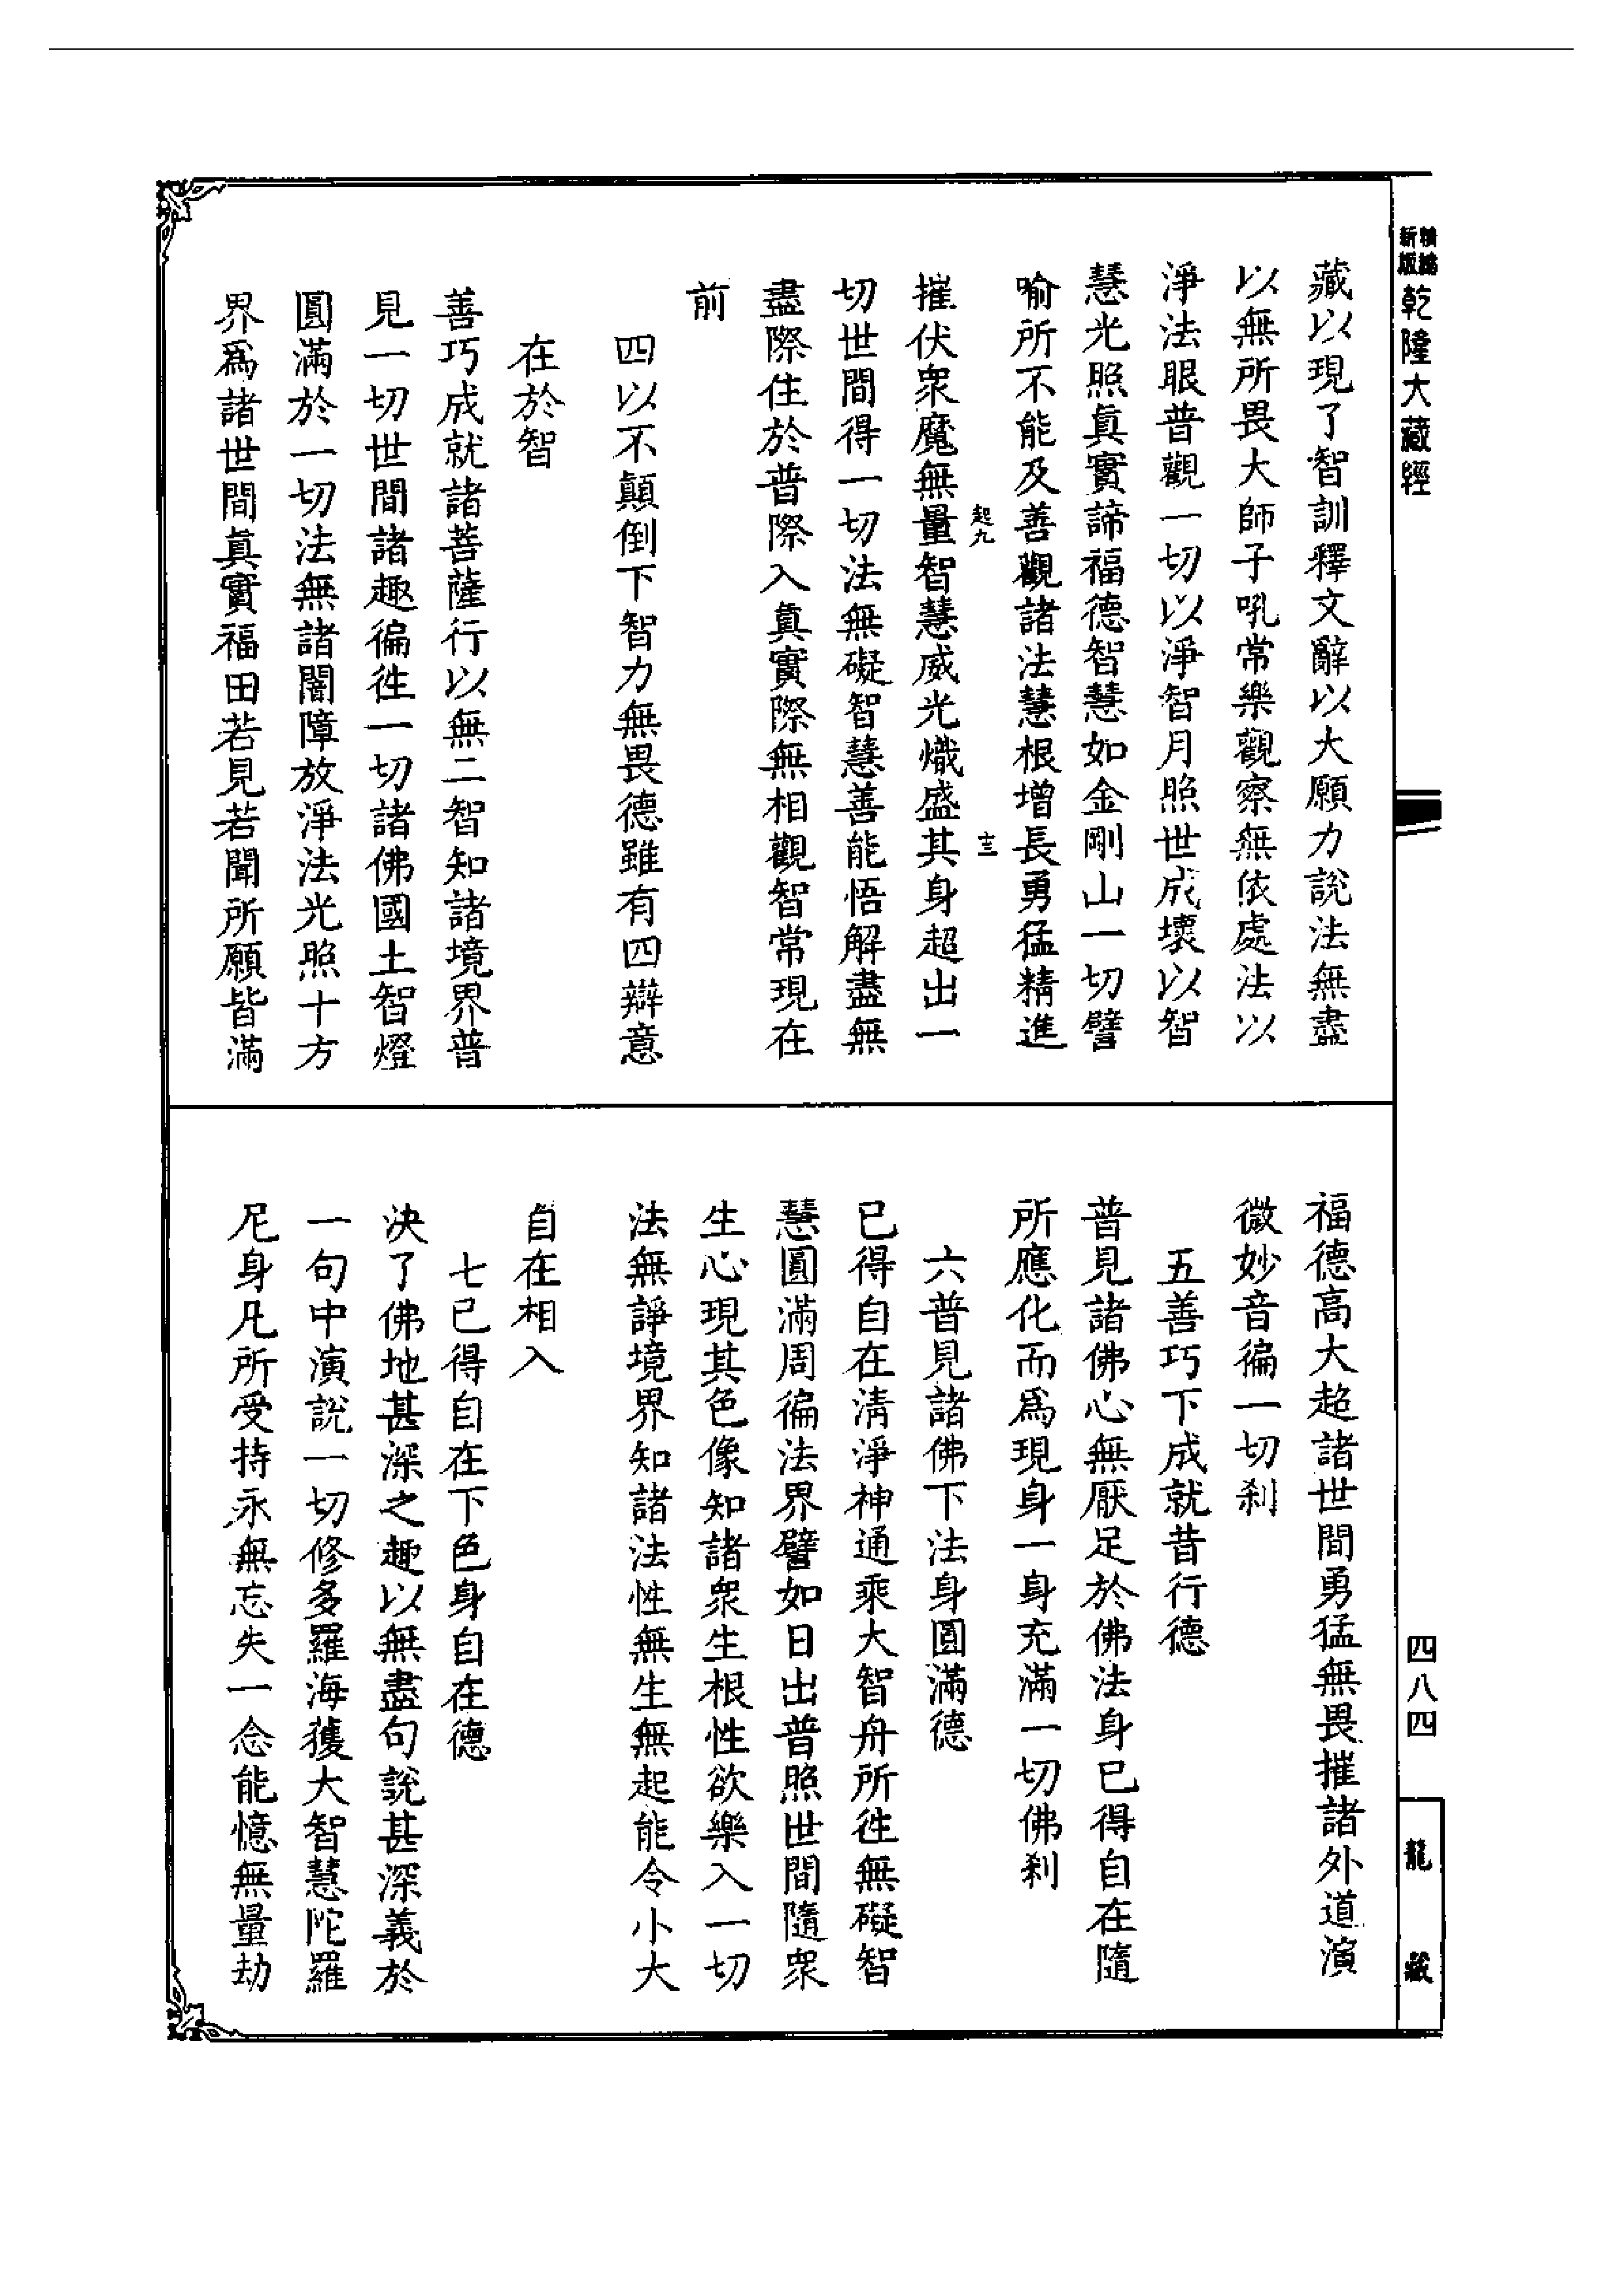 精編
新版
乾隆大藏經
四八四
龍藏
藏以現了智訓釋文辭以大願力說法無盡
以無所畏大師子吼常樂觀察無依處法以
淨法眼普觀一切以淨智月照世成壞以智
慧光照眞實諦福德智慧如金剛山一切譬
喻所不能及善觀諸法慧根增長勇猛精進
起九
十三
摧伏衆魔無量智慧威光熾盛其身超出一
切世間得一切法無礙智慧善能悟解盡無
盡際住於普際入眞實際無相觀智常現在
前
四以不顛倒下智力無畏德雖有四辯意
在於智
善巧成就諸菩薩行以無二智知諸境界普
見一切世間諸趣徧徃一切諸佛國土智燈
圓滿於一切法無諸闇障放淨法光照十方
界爲諸世間眞實福田若見若聞所願皆滿
福德高大超諸世間勇猛無畏摧諸外道演
微妙音徧一切刹
五善巧下成就昔行德
普見諸佛心無厭足於佛法身已得自在隨
所應化而爲現身一身充滿一切佛刹
六普見諸佛下法身圓滿德
已得自在清淨神通乘大智舟所徃無礙智
慧圓滿周徧法界譬如日出普照世間隨衆
生心現其色像知諸衆生根性欲樂入一切
法無諍境界知諸法性無生無起能令小大
自在相入
七已得自在下色身自在德
決了佛地甚深之趣以無盡句說甚深義於
一句中演說一切修多羅海獲大智慧陀羅
尼身凡所受持永無忘失一念能憶無量劫